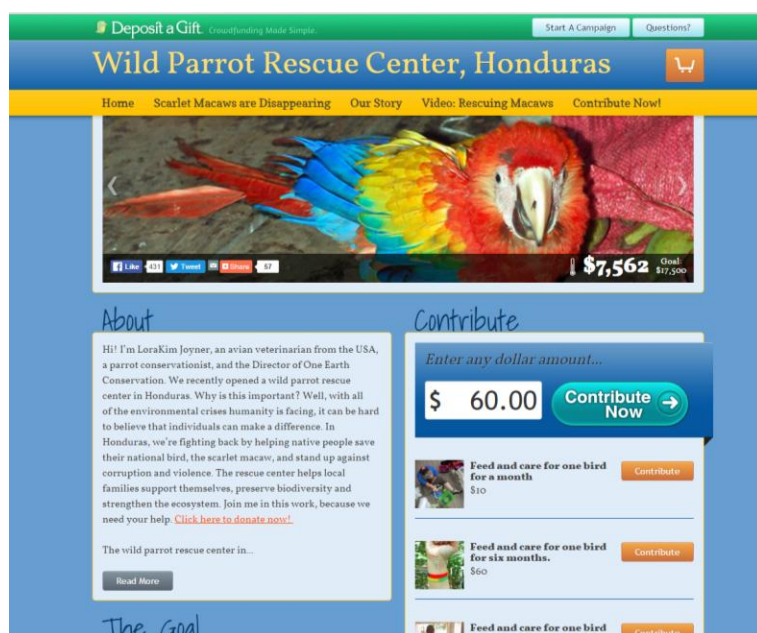 Deposit a Gift. Crowdfunding Made Simple.
Start A Campaign
Questions?
Wild Parrot Rescue Center, Honduras
Home Scarlet Macaws are Disappearing Our Story Video: Rescuing Macaws Contribute Now!
Like 431 Tweet Share 57
$7,562 Goal: $17,500
About
Hi! I'm LoraKim Joyner, an avian veterinarian from the USA,
a parrot conservationist, and the Director of One Earth
Conservation. We recently opened a wild parrot rescue
center in Honduras. Why is this important? Well, with all
of the environmental crises humanity is facing, it can be hard
to believe that individuals can make a difference. In
Honduras, we're fighting back by helping native people save
their national bird, the scarlet macaw, and stand up against
corruption and violence. The rescue center helps local
families support themselves, preserve biodiversity and
strengthen the ecosystem. Join me in this work, because we
need your help. Click here to donate now!
The wild parrot rescue center in...
Read More
The Goal
Contribute
Enter any dollar amount...
$ 60.00
Contribute
Now
Feed and care for one bird
for a month
$10
Contribute
Feed and care for one bird
for six months.
$60
Contribute
Feed and care for one bird
Contribute